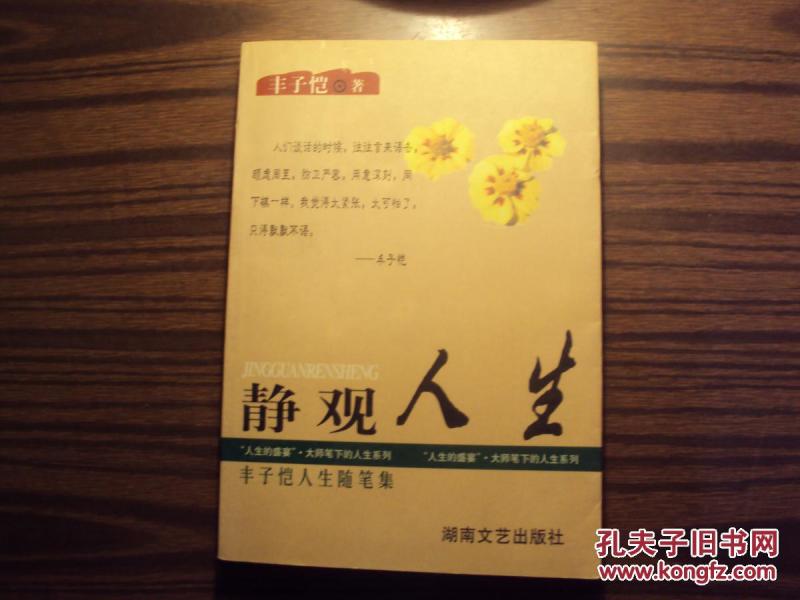 丰子恺 著
人们谈话的时候，往往言来语去，
顾虑周至，防卫严密，用意深刻，同
下棋一样。我觉得太紧张，太可怕了，
只得默默不语。
——丰子恺
JINGGUANRENSHENG
静观人生
“人生的盛宴”·大师笔下的人生系列 “人生的盛宴”·大师笔下的人生系列
丰子恺人生随笔集
湖南文艺出版社
孔夫子旧书网
www.kongfz.com